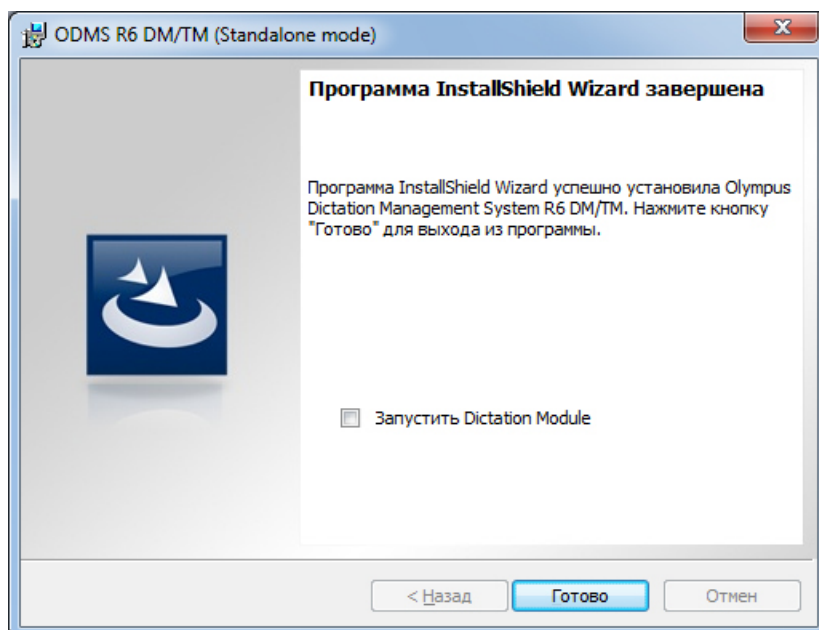 ODMS R6 DM/TM (Standalone mode)
Программа InstallShield Wizard завершена
Программа InstallShield Wizard успешно установила Olympus
Dictation Management System R6 DM/TM. Нажмите кнопку
"Готово" для выхода из программы.
Запустить Dictation Module
< Назад
Готово
Отмен